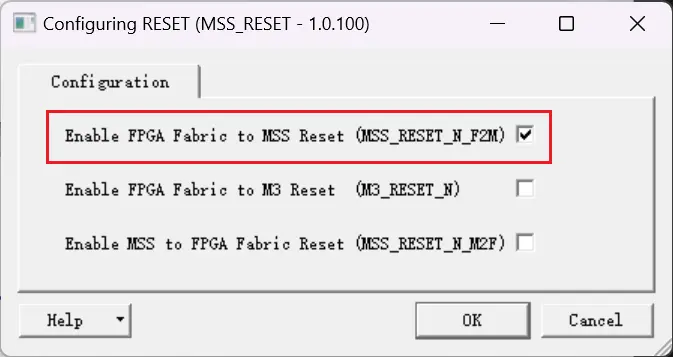 Configuring RESET (MSS_RESET - 1.0.100)
Configuration
Enable FPGA Fabric to MSS Reset (MSS_RESET_N_F2M)
Enable FPGA Fabric to M3 Reset (M3_RESET_N)
Enable MSS to FPGA Fabric Reset (MSS_RESET_N_M2F)
Help OK Cancel